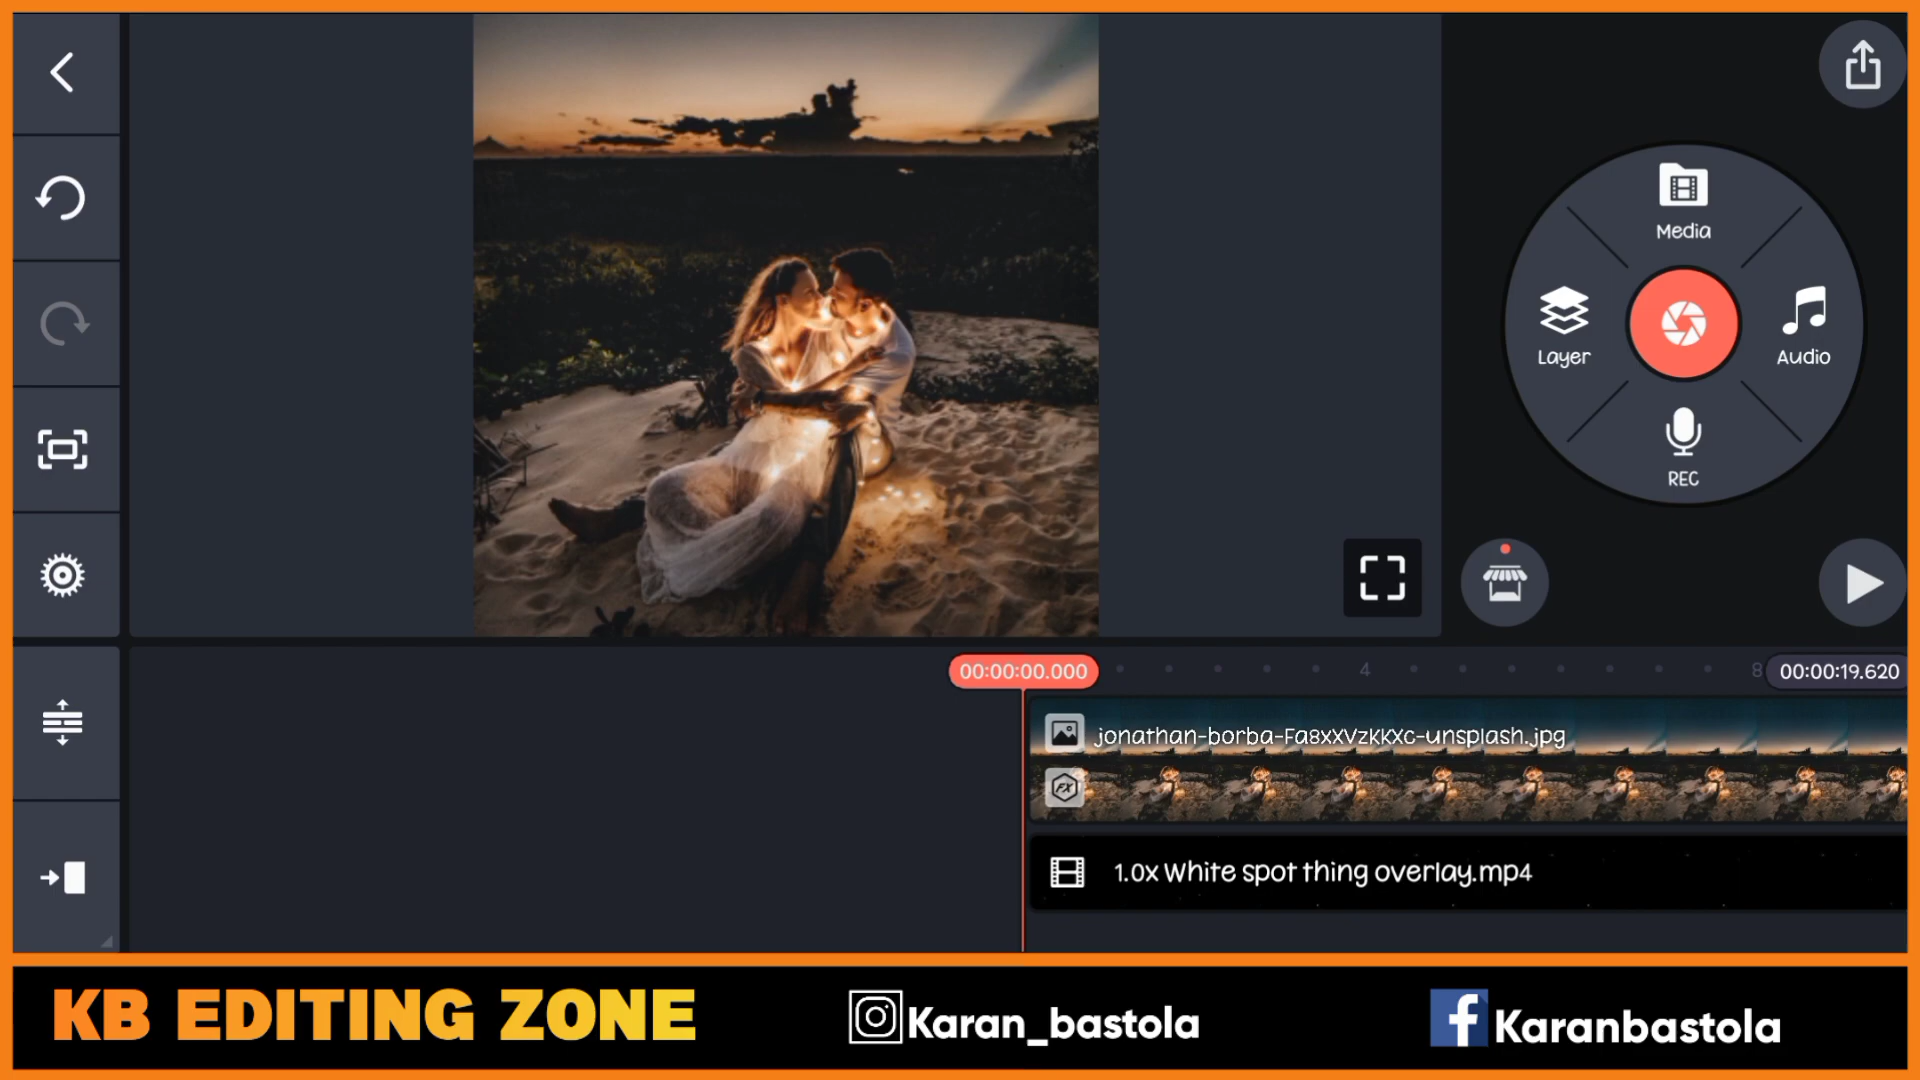 Media
Layer
Audio
REC
00:00:00.000
4
8
00:00:19.620
jonathan-borba-Fa8XXVzKKXc-unsplash.jpg
FX
1.0x White spot thing overlay.mp4
KB EDITING ZONE
Karan_bastola
Karanbastola